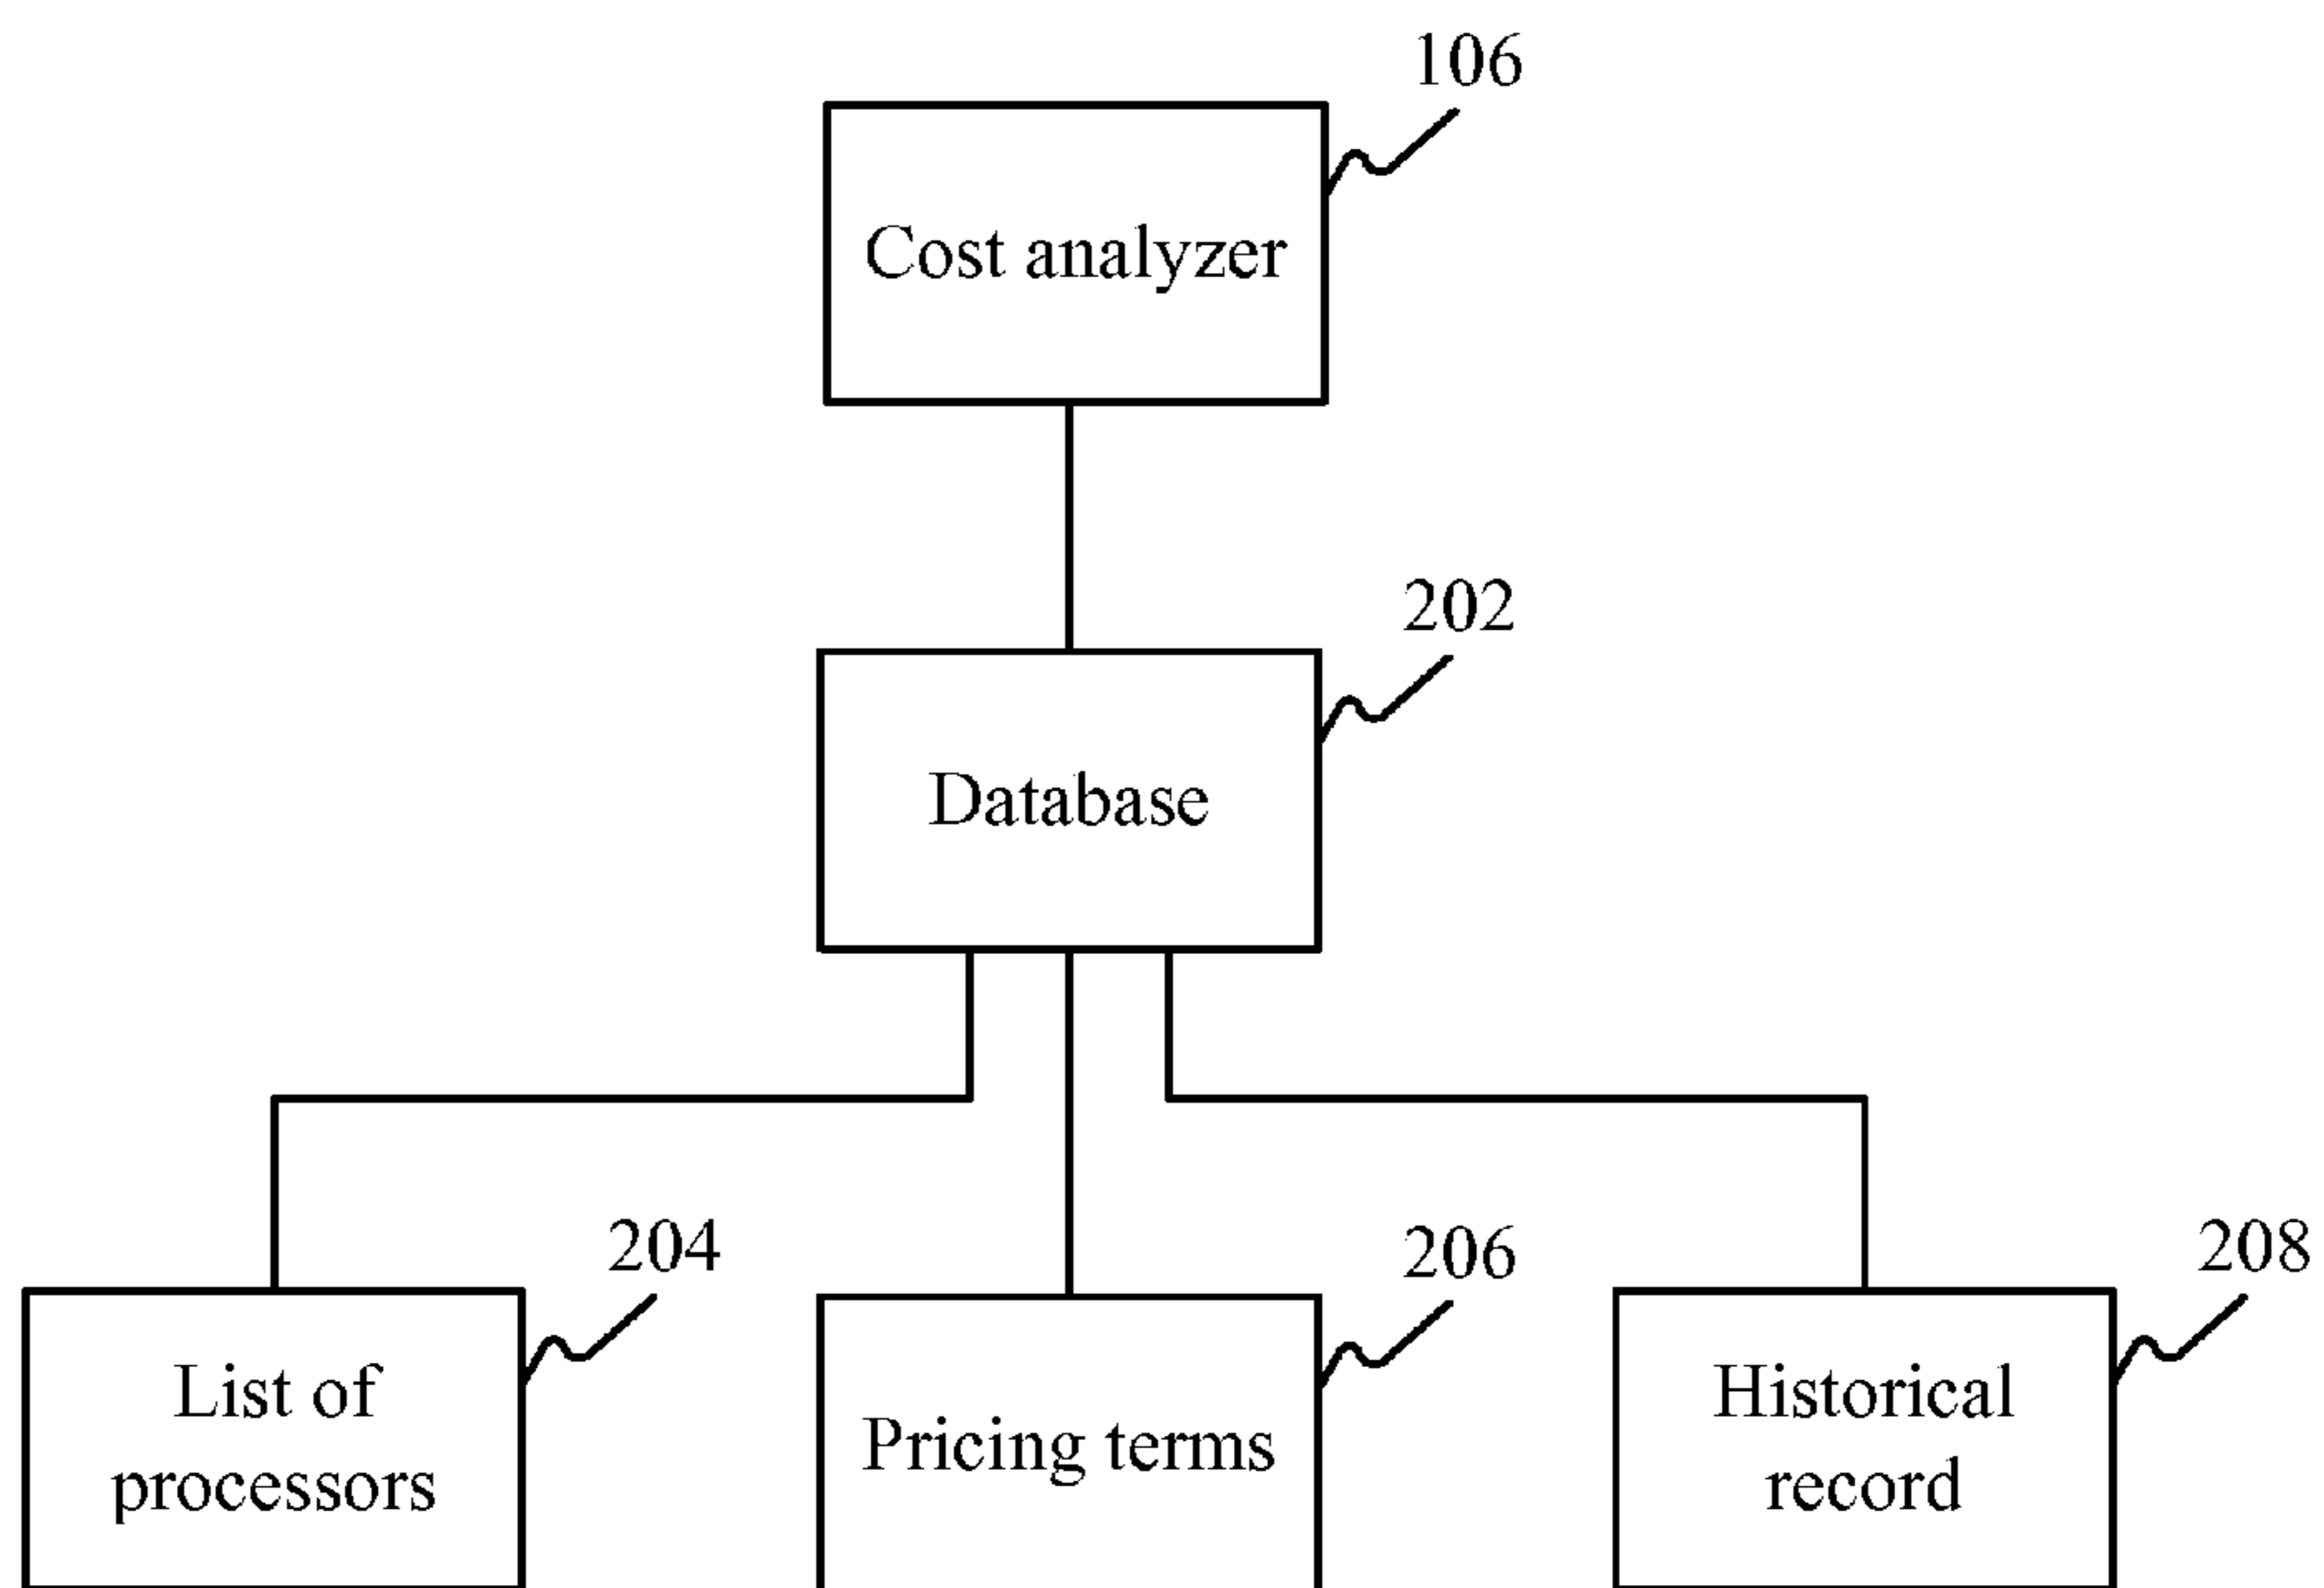 106
Cost analyzer
202
Database
204
206
208
List of
processors
Pricing terms
Historical
record